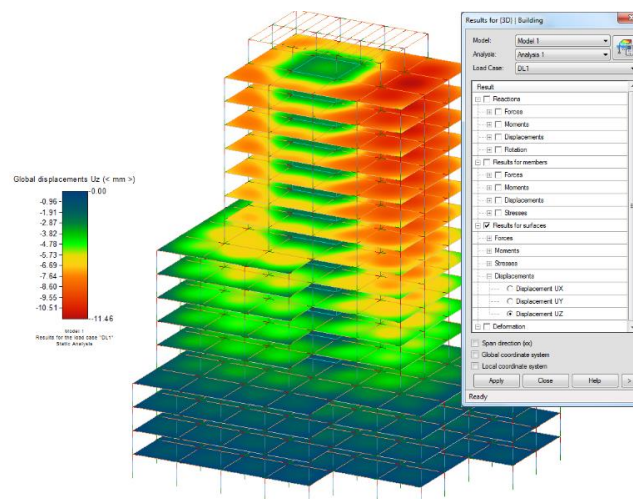 Results for (3D) | Building
Model: Model 1
Analysis: Analysis 1
Load Case: DL1
Result
Reactions
Forces
Moments
Displacements
Rotation
Results for members
Forces
Moments
Displacements
Stresses
Results for surfaces
Forces
Moments
Stresses
Displacements
Displacement UX
Displacement UY
Displacement UZ
Deformation
Span direction (xx)
Global coordinate system
Local coordinate system
Apply Close Help >
Ready
Global displacements Uz (< mm >)
0.00
-0.96
-1.91
-2.87
-3.82
-4.78
-5.73
-6.69
-7.64
-8.60
-9.55
-10.51
-11.46
Model 1
Results for the load case "DL1"
Static Analysis